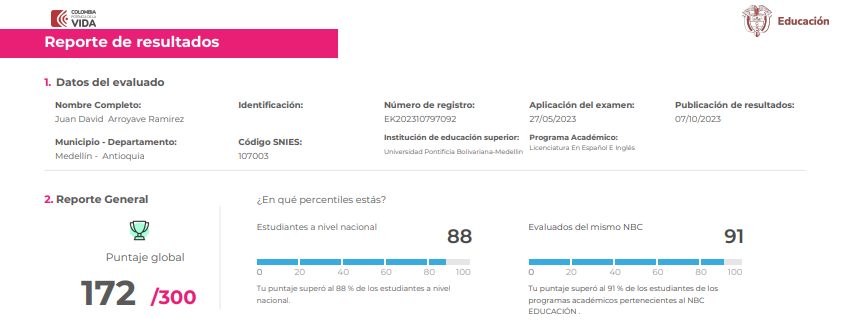 COLOMBIA
POTENCIA DE LA
VIDA
Educación
Reporte de resultados
1. Datos del evaluado
Nombre Completo:
Juan David Arroyave Ramirez
Identificación:
Número de registro:
EK202310797092
Aplicación del examen:
27/05/2023
Publicación de resultados:
07/10/2023
Municipio - Departamento:
Medellín - Antioquia
Código SNIES:
107003
Institución de educación superior:
Universidad Pontificia Bolivariana-Medellin
Programa Académico:
Licenciatura En Español E Inglés
2. Reporte General
Puntaje global
172 /300
¿En qué percentiles estás?
Estudiantes a nivel nacional
88
0 20 40 60 80 100
Tu puntaje superó al 88 % de los estudiantes a nivel
nacional.
Evaluados del mismo NBC
91
0 20 40 60 80 100
Tu puntaje superó al 91 % de los estudiantes de los
programas académicos pertenecientes al NBC
EDUCACIÓN .